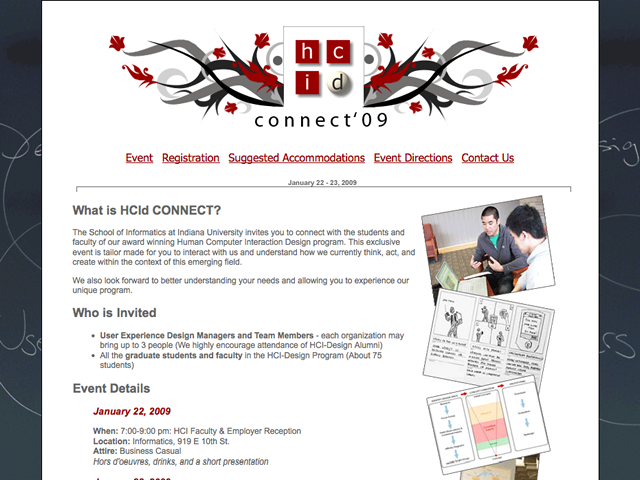 h c
i d
connect'09
Event Registration Suggested Accommodations Event Directions Contact Us
January 22 - 23, 2009
What is HCId CONNECT?
The School of Informatics at Indiana University invites you to connect with the students and
faculty of our award winning Human Computer Interaction Design program. This exclusive
event is tailor made for you to interact with us and understand how we currently think, act, and
create within the context of this emerging field.
We also look forward to better understanding your needs and allowing you to experience our
unique program.
Who is Invited
User Experience Design Managers and Team Members - each organization may
bring up to 3 people (We highly encourage attendance of HCI-Design Alumni)
All the graduate students and faculty in the HCI-Design Program (About 75
students)
Event Details
January 22, 2009
When: 7:00-9:00 pm: HCI Faculty & Employer Reception
Location: Informatics, 919 E 10th St.
Attire: Business Casual
Hors d'oeuvres, drinks, and a short presentation